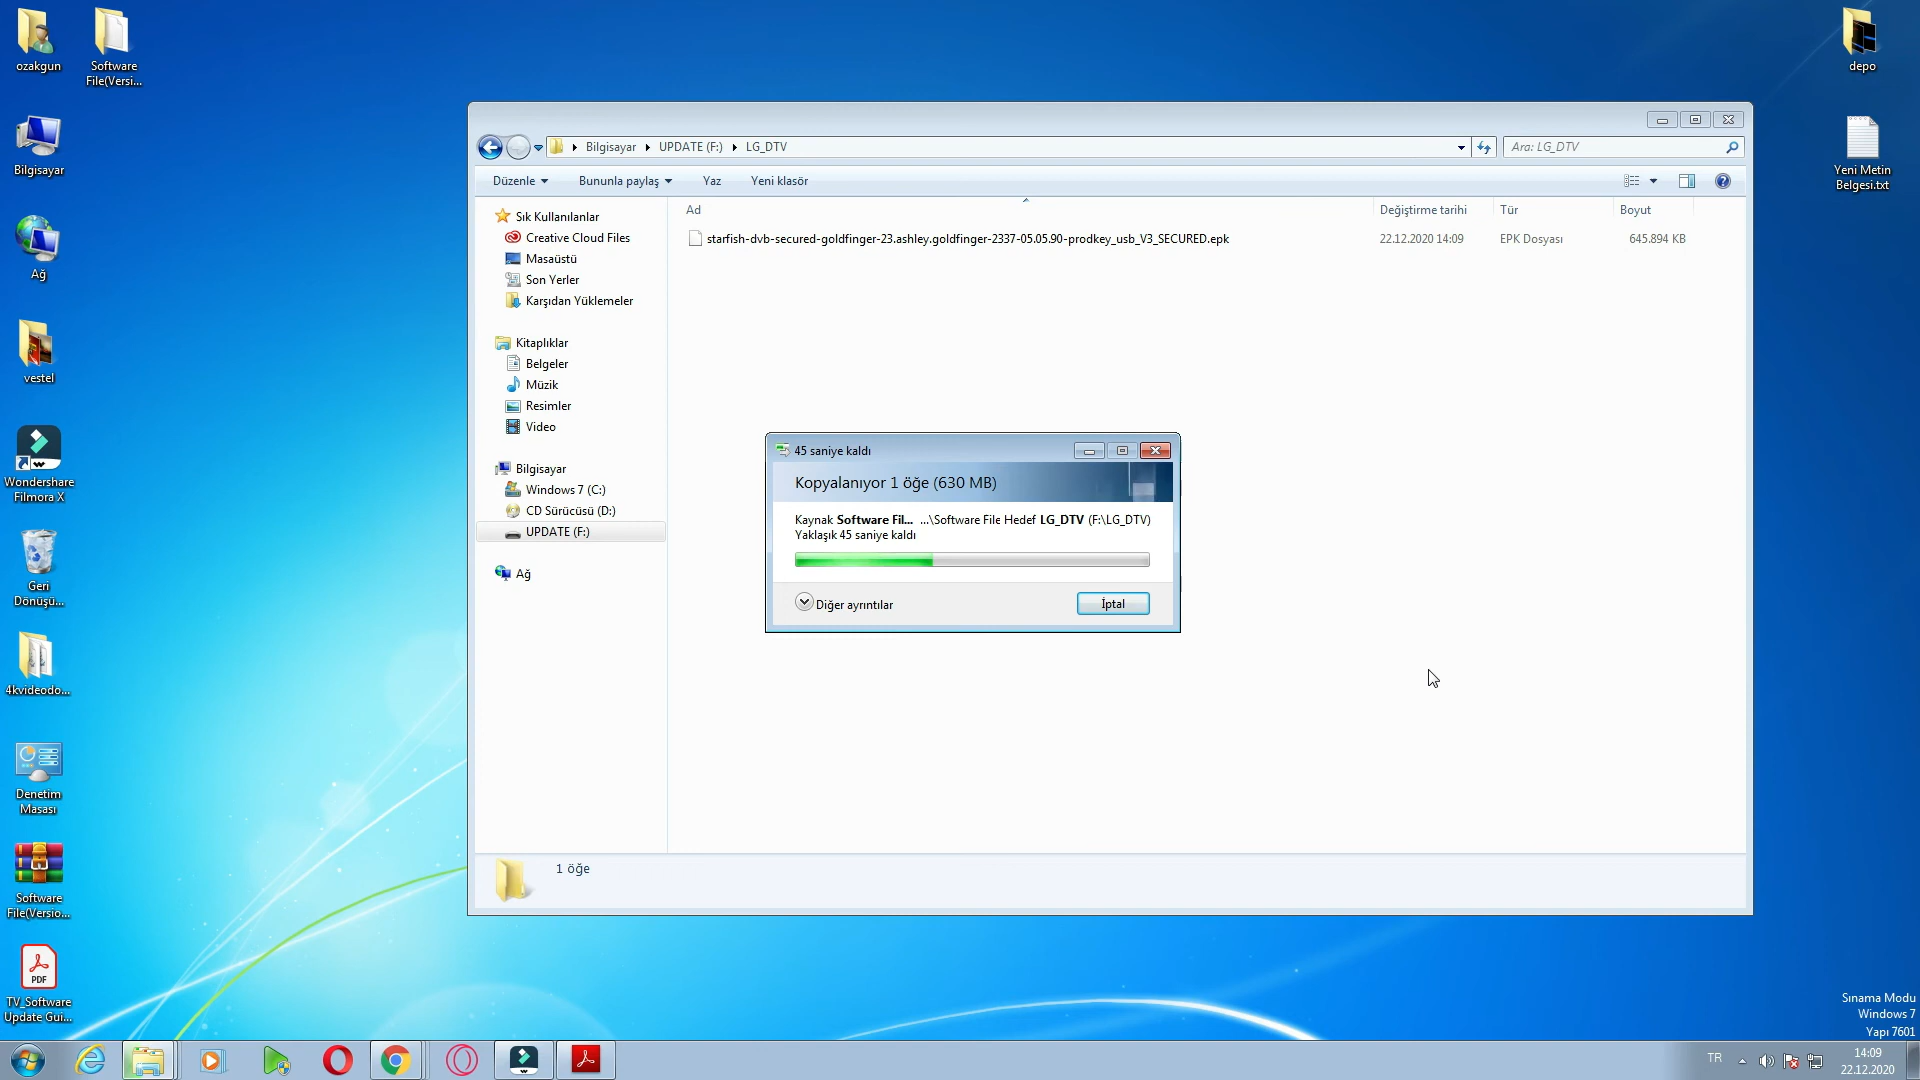 ozakgun
Software
File(Versi...
Bilgisayar
Ağ
vestel
Wondershare
Filmora X
Geri
Dönüşü...
4kvideodo...
Denetim
Masası
Software
File(Versio...
PDF
TV_Software
Update Gui...
depo
Yeni Metin
Belgesi.txt
Bilgisayar UPDATE (F:) LG_DTV
Ara: LG_DTV
Düzenle Bununla paylaş Yaz Yeni klasör
Ad Değiştirme tarihi Tür Boyut
starfish-dvb-secured-goldfinger-23.ashley.goldfinger-2337-05.05.90-prodkey_usb_V3_SECURED.epk 22.12.2020 14:09 EPK Dosyası 645.894 KB
Sık Kullanılanlar
Creative Cloud Files
Masaüstü
Son Yerler
Karşıdan Yüklemeler
Kitaplıklar
Belgeler
Müzik
Resimler
Video
Bilgisayar
Windows 7 (C:)
CD Sürücüsü (D:)
UPDATE (F:)
Ağ
45 saniye kaldı
Kopyalanıyor 1 öğe (630 MB)
Kaynak Software Fil... ...\Software File Hedef LG_DTV (F:\LG_DTV)
Yaklaşık 45 saniye kaldı
Diğer ayrıntılar
İptal
1 öğe
Sınama Modu
Windows 7
Yapı 7601
TR
14:09
22.12.2020